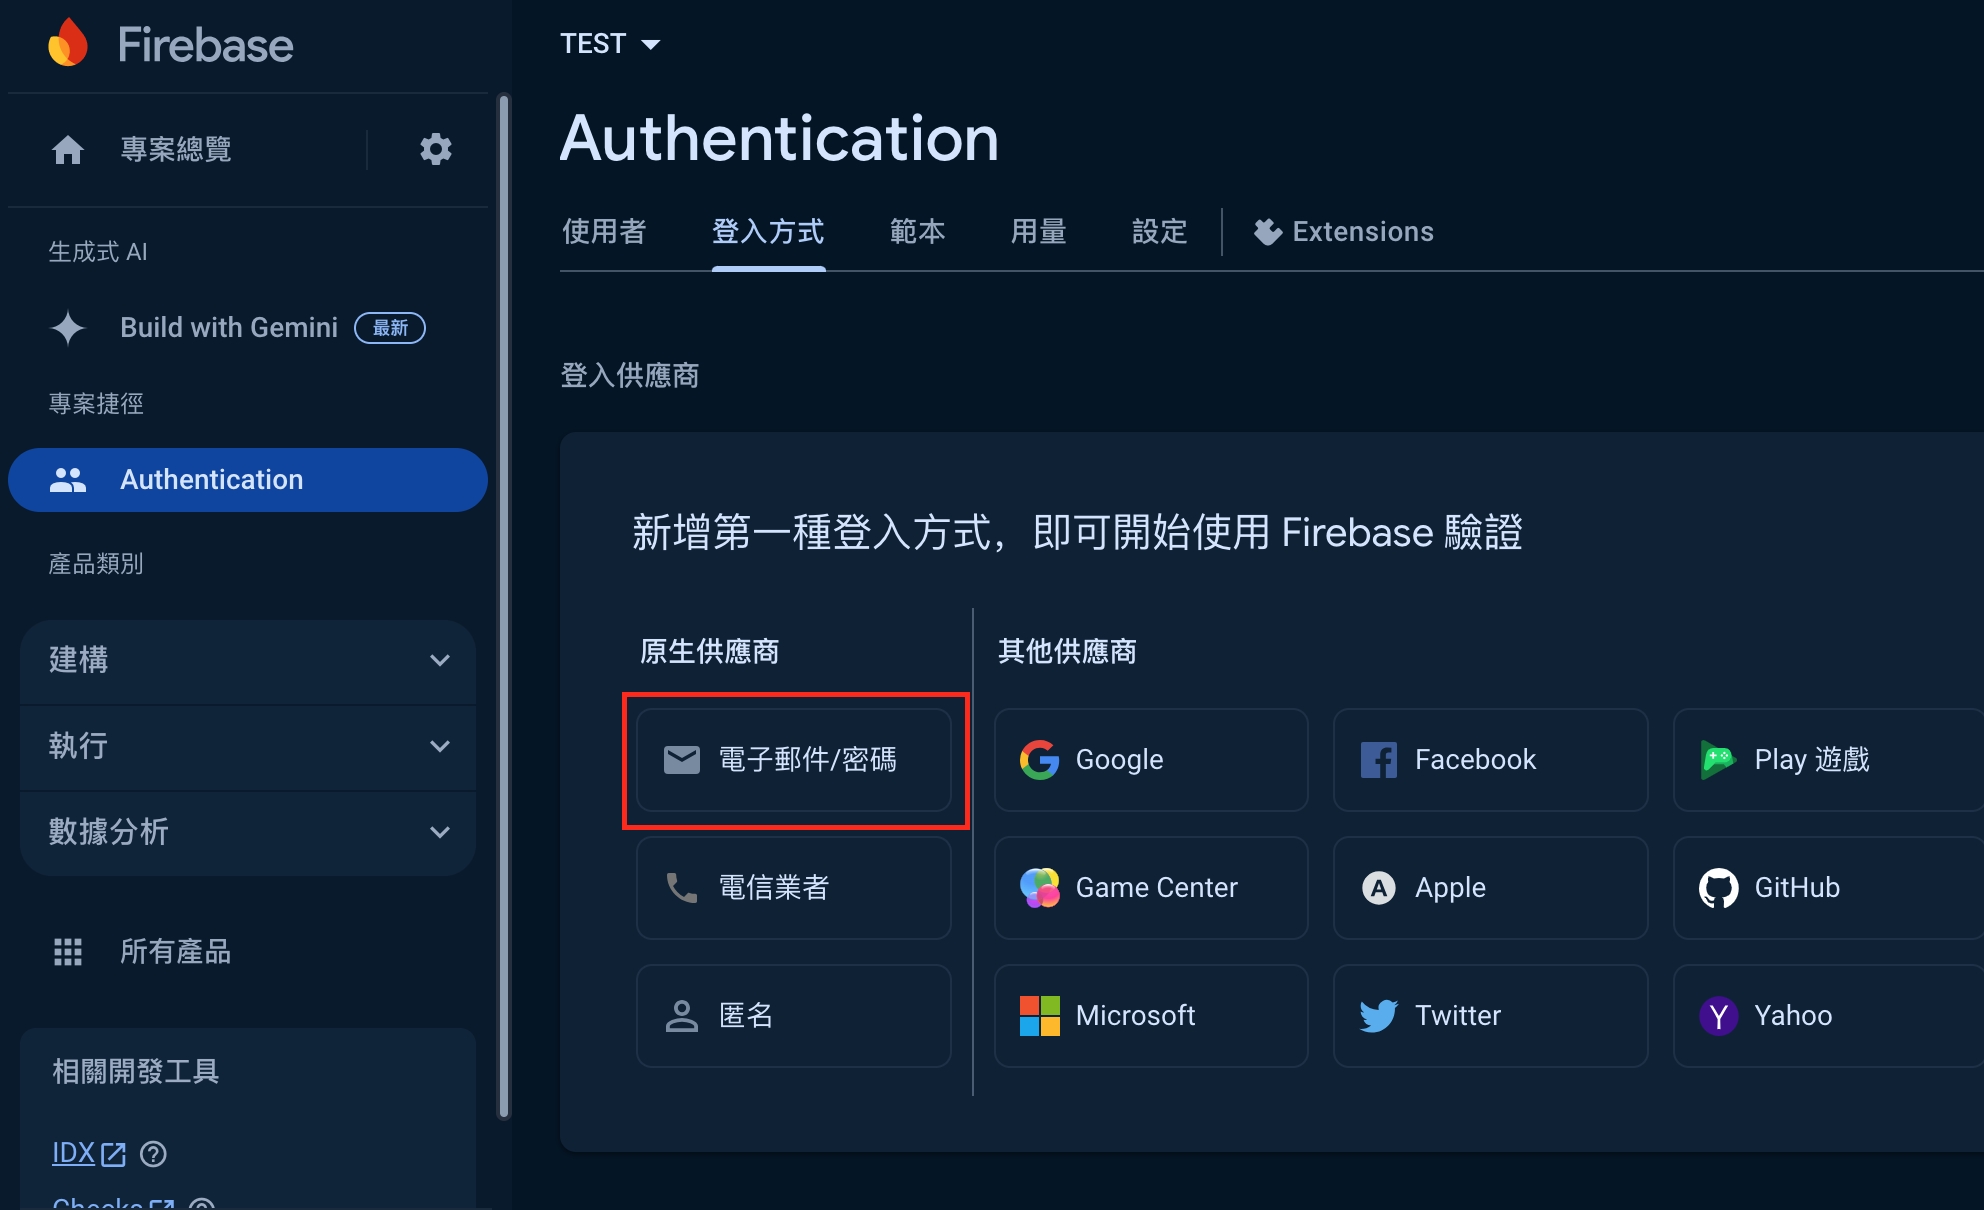 Firebase
專案總覽
生成式 AI
Build with Gemini 最新
專案捷徑
Authentication
產品類別
建構
執行
數據分析
所有產品
相關開發工具
IDX
Checks
TEST
Authentication
使用者 登入方式 範本 用量 設定 Extensions
登入供應商
新增第一種登入方式，即可開始使用 Firebase 驗證
原生供應商 其他供應商
電子郵件/密碼 Google Facebook Play 遊戲
電信業者 Game Center Apple GitHub
匿名 Microsoft Twitter Yahoo